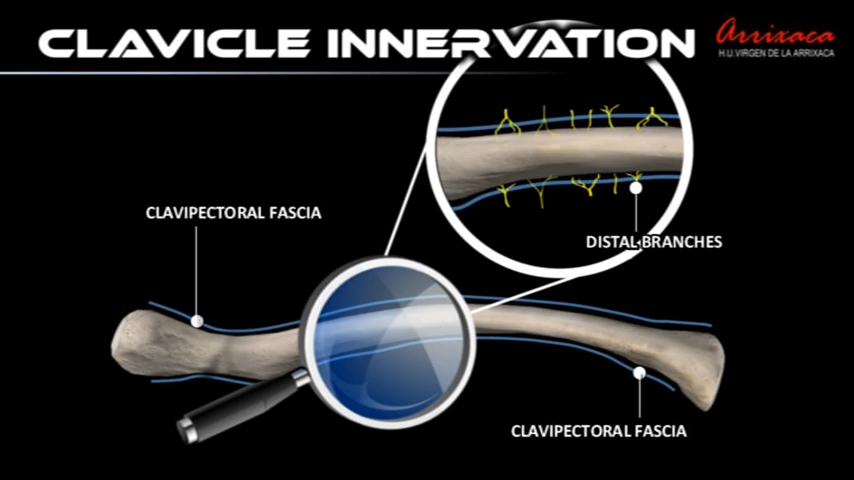 CLAVICLE INNERVATION
Arrixaca
H.U.VIRGEN DE LA ARRIXACA
CLAVIPECTORAL FASCIA
DISTAL BRANCHES
CLAVIPECTORAL FASCIA